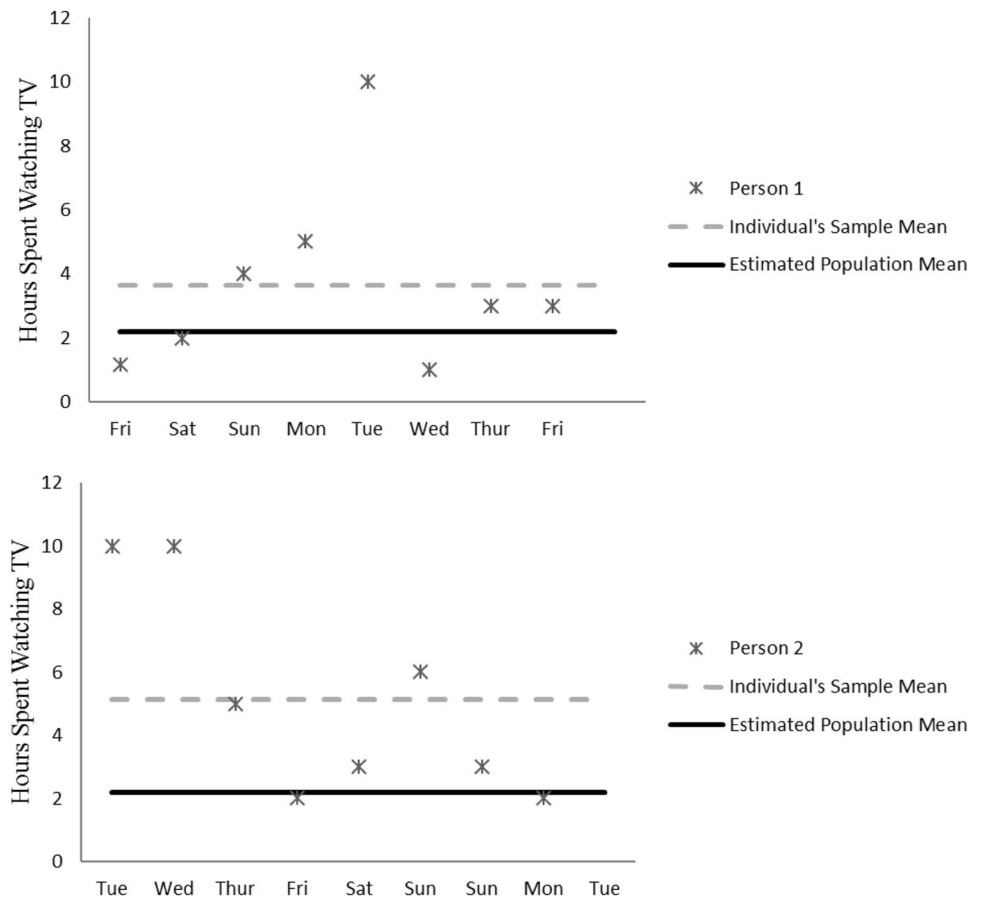 12
10
8
6
4
2
0
Hours Spent Watching TV
Fri Sat Sun Mon Tue Wed Thur Fri
Person 1
Individual's Sample Mean
Estimated Population Mean
12
10
8
6
4
2
0
Hours Spent Watching TV
Tue Wed Thur Fri Sat Sun Sun Mon Tue
Person 2
Individual's Sample Mean
Estimated Population Mean